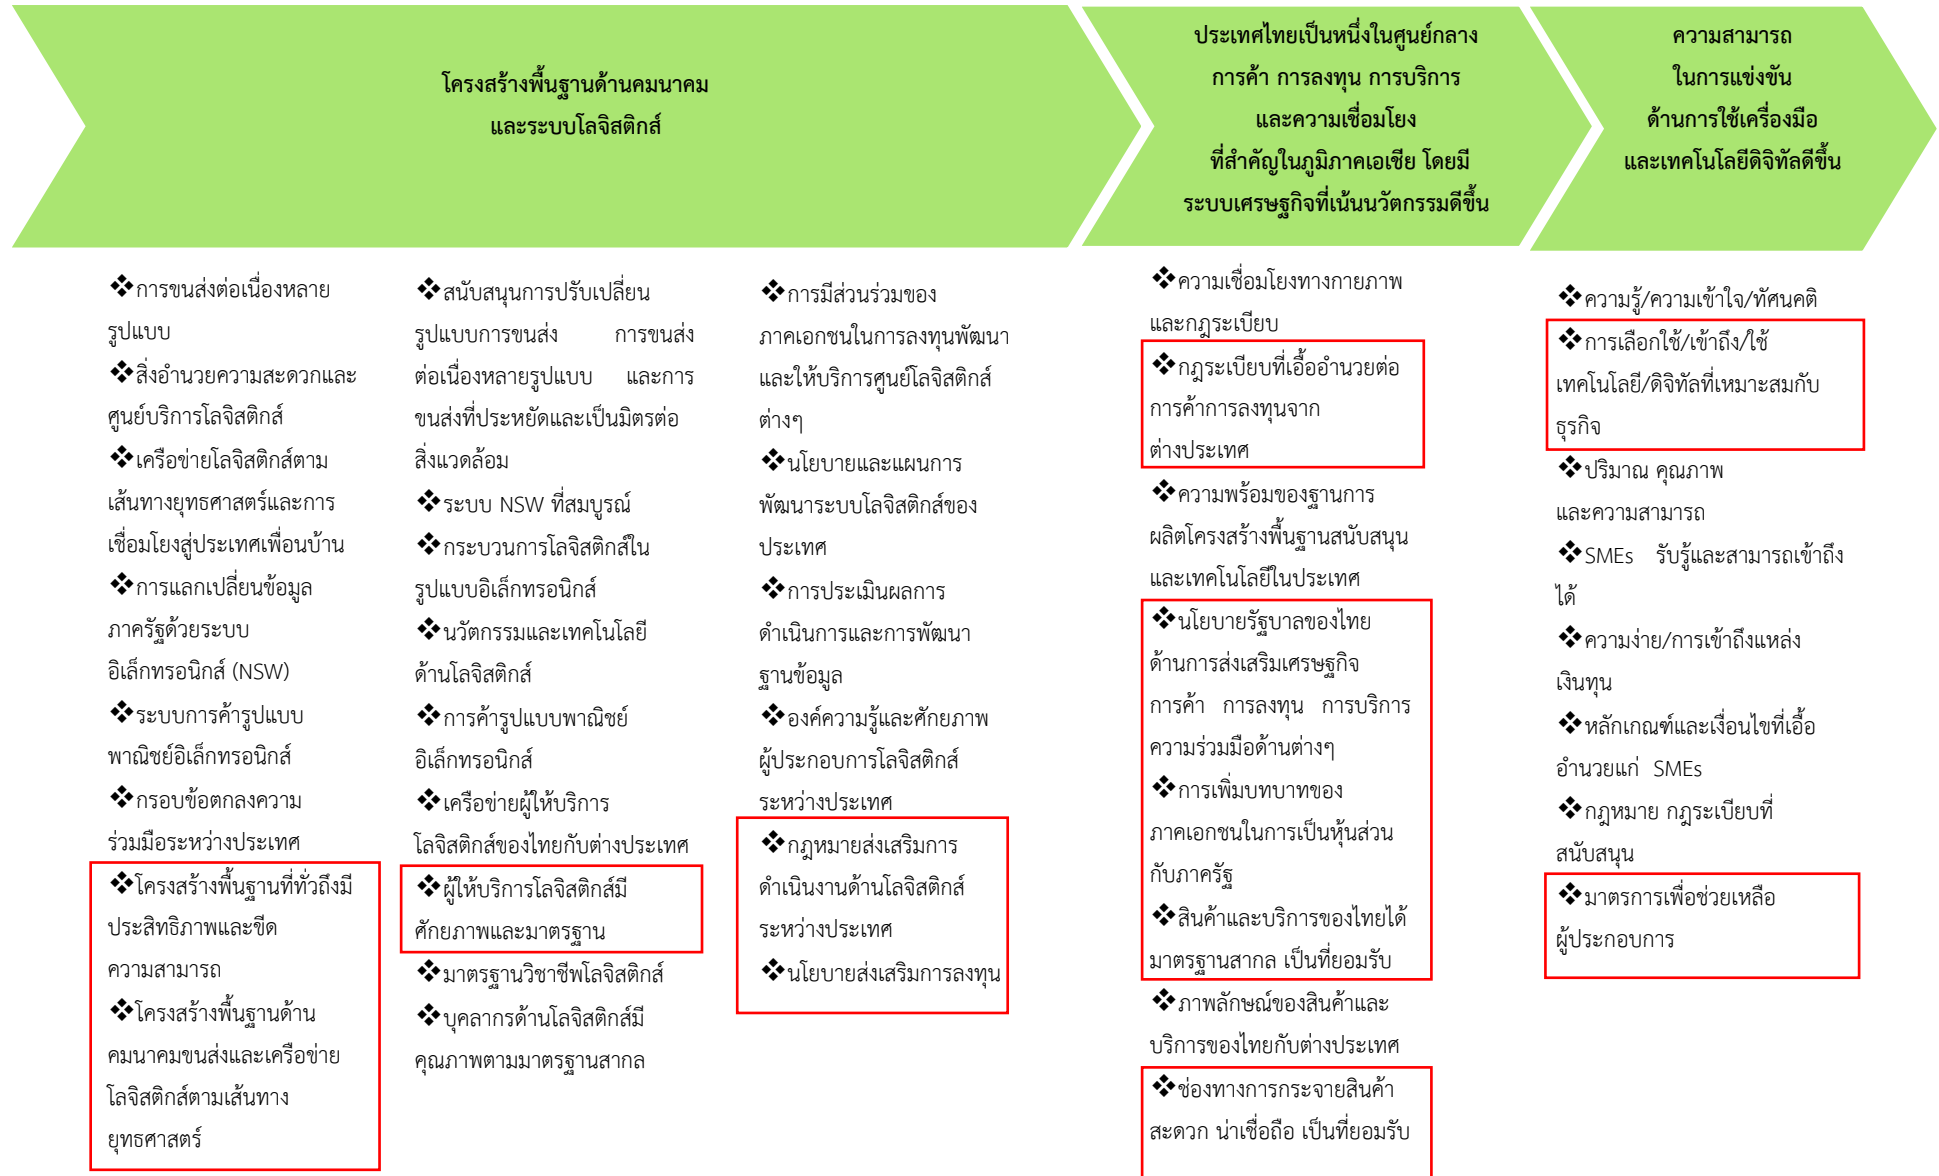 โครงสร้างพื้นฐานด้านคมนาคม
และระบบโลจิสติกส์
ประเทศไทยเป็นหนึ่งในศูนย์กลาง
การค้า การลงทุน การบริการ
และความเชื่อมโยง
ที่สำคัญในภูมิภาคเอเชีย โดยมี
ระบบเศรษฐกิจที่เน้นนวัตกรรมดีขึ้น
ความสามารถ
ในการแข่งขัน
ด้านการใช้เครื่องมือ
และเทคโนโลยีดิจิทัลดีขึ้น
❖การขนส่งต่อเนื่องหลาย
รูปแบบ
❖สิ่งอำนวยความสะดวกและ
ศูนย์บริการโลจิสติกส์
❖เครือข่ายโลจิสติกส์ตาม
เส้นทางยุทธศาสตร์และการ
เชื่อมโยงสู่ประเทศเพื่อนบ้าน
❖การแลกเปลี่ยนข้อมูล
ภาครัฐด้วยระบบ
อิเล็กทรอนิกส์ (NSW)
❖ระบบการค้ารูปแบบ
พาณิชย์อิเล็กทรอนิกส์
❖กรอบข้อตกลงความ
ร่วมมือระหว่างประเทศ
❖โครงสร้างพื้นฐานที่ทั่วถึงมี
ประสิทธิภาพและขีด
ความสามารถ
❖โครงสร้างพื้นฐานด้าน
คมนาคมขนส่งและเครือข่าย
โลจิสติกส์ตามเส้นทาง
ยุทธศาสตร์
❖สนับสนุนการปรับเปลี่ยน
รูปแบบการขนส่ง การขนส่ง
ต่อเนื่องหลายรูปแบบ และการ
ขนส่งที่ประหยัดและเป็นมิตรต่อ
สิ่งแวดล้อม
❖ระบบ NSW ที่สมบูรณ์
❖กระบวนการโลจิสติกส์ใน
รูปแบบอิเล็กทรอนิกส์
❖นวัตกรรมและเทคโนโลยี
ด้านโลจิสติกส์
❖การค้ารูปแบบพาณิชย์
อิเล็กทรอนิกส์
❖เครือข่ายผู้ให้บริการ
โลจิสติกส์ของไทยกับต่างประเทศ
❖ผู้ให้บริการโลจิสติกส์มี
ศักยภาพและมาตรฐาน
❖มาตรฐานวิชาชีพโลจิสติกส์
❖บุคลากรด้านโลจิสติกส์มี
คุณภาพตามมาตรฐานสากล
❖การมีส่วนร่วมของ
ภาคเอกชนในการลงทุนพัฒนา
และให้บริการศูนย์โลจิสติกส์
ต่างๆ
❖นโยบายและแผนการ
พัฒนาระบบโลจิสติกส์ของ
ประเทศ
❖การประเมินผลการ
ดำเนินการและการพัฒนา
ฐานข้อมูล
❖องค์ความรู้และศักยภาพ
ผู้ประกอบการโลจิสติกส์
ระหว่างประเทศ
❖กฎหมายส่งเสริมการ
ดำเนินงานด้านโลจิสติกส์
ระหว่างประเทศ
❖นโยบายส่งเสริมการลงทุน
❖ความเชื่อมโยงทางกายภาพ
และกฎระเบียบ
❖กฎระเบียบที่เอื้ออำนวยต่อ
การค้าการลงทุนจาก
ต่างประเทศ
❖ความพร้อมของฐานการ
ผลิตโครงสร้างพื้นฐานสนับสนุน
และเทคโนโลยีในประเทศ
❖นโยบายรัฐบาลของไทย
ด้านการส่งเสริมเศรษฐกิจ
การค้า การลงทุน การบริการ
ความร่วมมือด้านต่างๆ
❖การเพิ่มบทบาทของ
ภาคเอกชนในการเป็นหุ้นส่วน
กับภาครัฐ
❖สินค้าและบริการของไทยได้
มาตรฐานสากล เป็นที่ยอมรับ
❖ภาพลักษณ์ของสินค้าและ
บริการของไทยกับต่างประเทศ
❖ช่องทางการกระจายสินค้า
สะดวก น่าเชื่อถือ เป็นที่ยอมรับ
❖ความรู้/ความเข้าใจ/ทัศนคติ
❖การเลือกใช้/เข้าถึง/ใช้
เทคโนโลยี/ดิจิทัลที่เหมาะสมกับ
ธุรกิจ
❖ปริมาณ คุณภาพ
และความสามารถ
❖SMEs รับรู้และสามารถเข้าถึง
ได้
❖ความง่าย/การเข้าถึงแหล่ง
เงินทุน
❖หลักเกณฑ์และเงื่อนไขที่เอื้อ
อำนวยแก่ SMEs
❖กฎหมาย กฎระเบียบที่
สนับสนุน
❖มาตรการเพื่อช่วยเหลือ
ผู้ประกอบการ